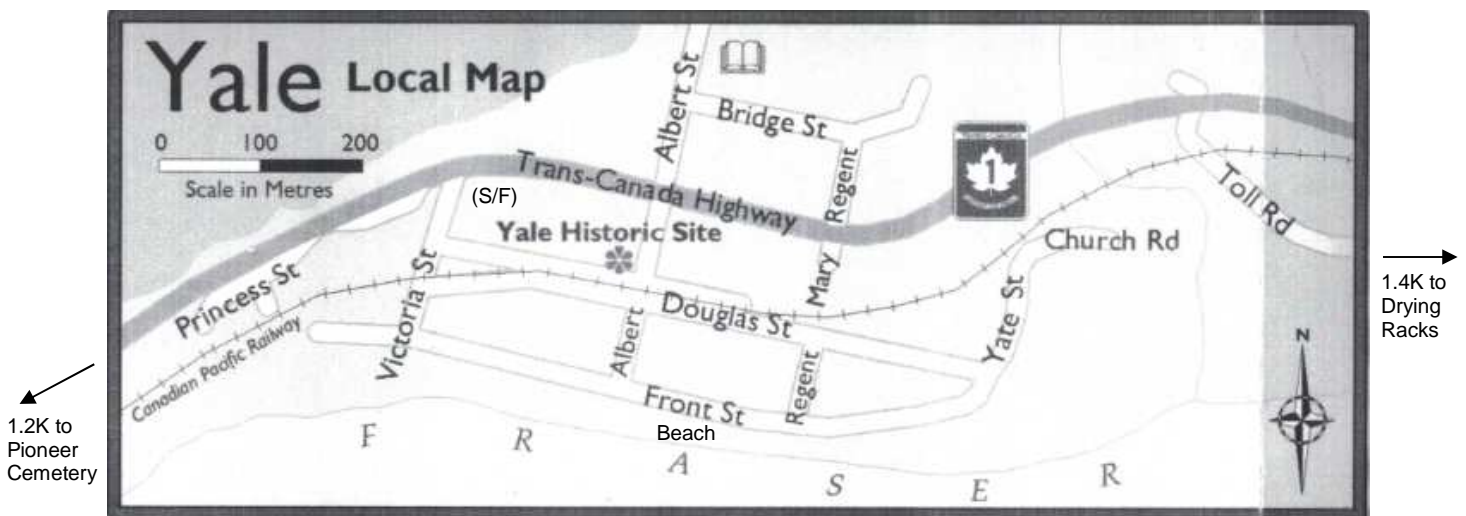 Yale Local Map
0 100 200
Scale in Metres
Albert St
Bridge St
Regent
Trans-Canada Highway
1
(S/F)
Yale Historic Site
Toll Rd
Church Rd
Mary
Princess St
Victoria St
Canadian Pacific Railway
Douglas St
Albert
Regent
Yate St
Front St
Beach
F R A S E R
N
1.4K to
Drying
Racks
1.2K to
Pioneer
Cemetery